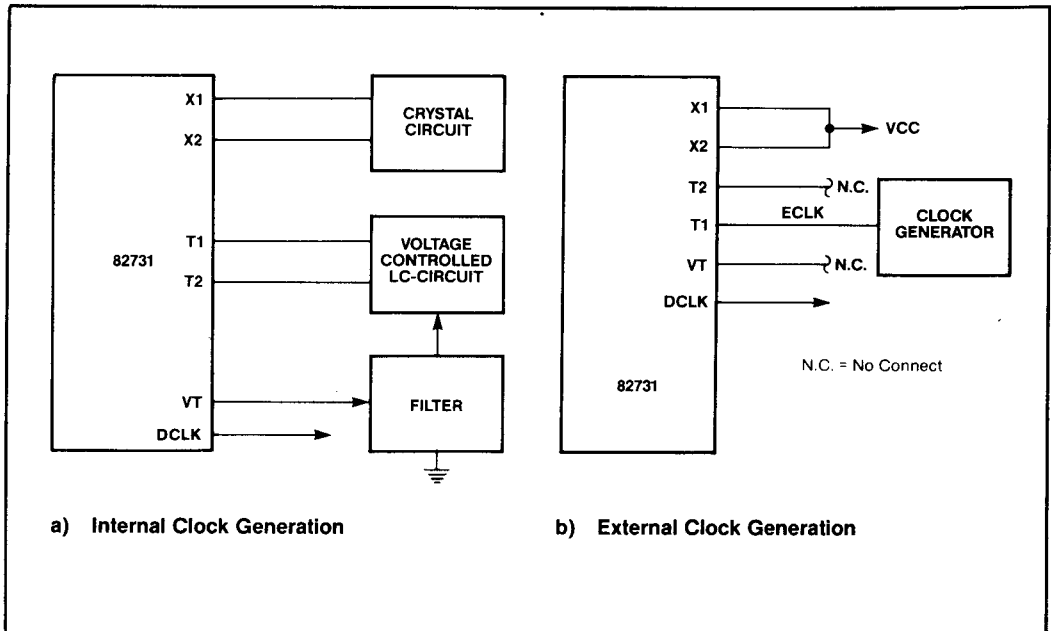 X1
X2
CRYSTAL
CIRCUIT
82731
T1
T2
VOLTAGE
CONTROLLED
LC-CIRCUIT
VT
DCLK
FILTER
a) Internal Clock Generation
X1
X2
VCC
T2
N.C.
T1
ECLK
CLOCK
GENERATOR
VT
N.C.
DCLK
N.C. = No Connect
82731
b) External Clock Generation